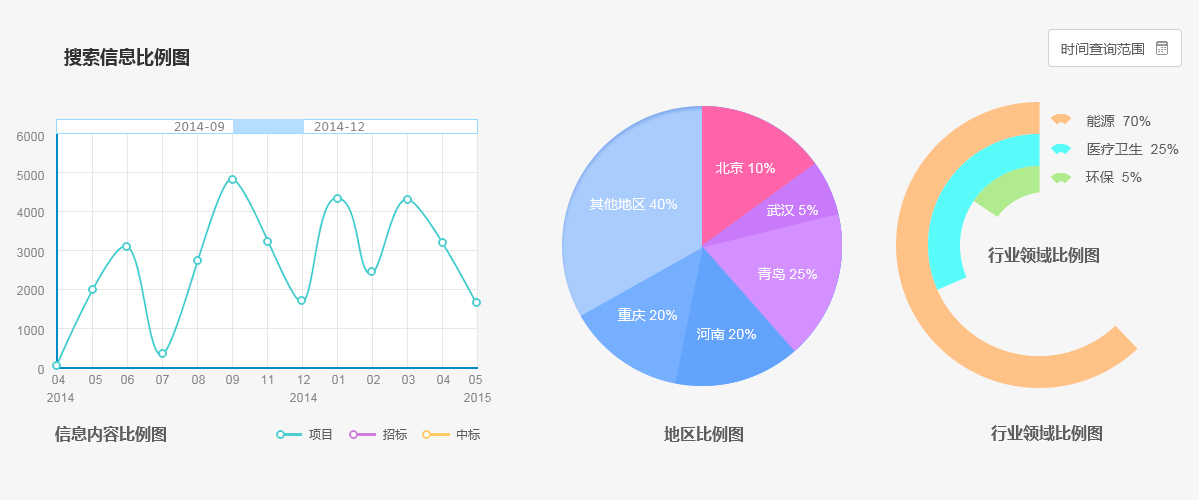 搜索信息比例图
时间查询范围
2014-09
2014-12
6000
5000
4000
3000
2000
1000
0
04 05 06 07 08 09 11 12 01 02 03 04 05
2014 2014 2015
信息内容比例图
项目
招标
中标
北京 10%
武汉 5%
青岛 25%
河南 20%
重庆 20%
其他地区 40%
地区比例图
能源 70%
医疗卫生 25%
环保 5%
行业领域比例图
行业领域比例图